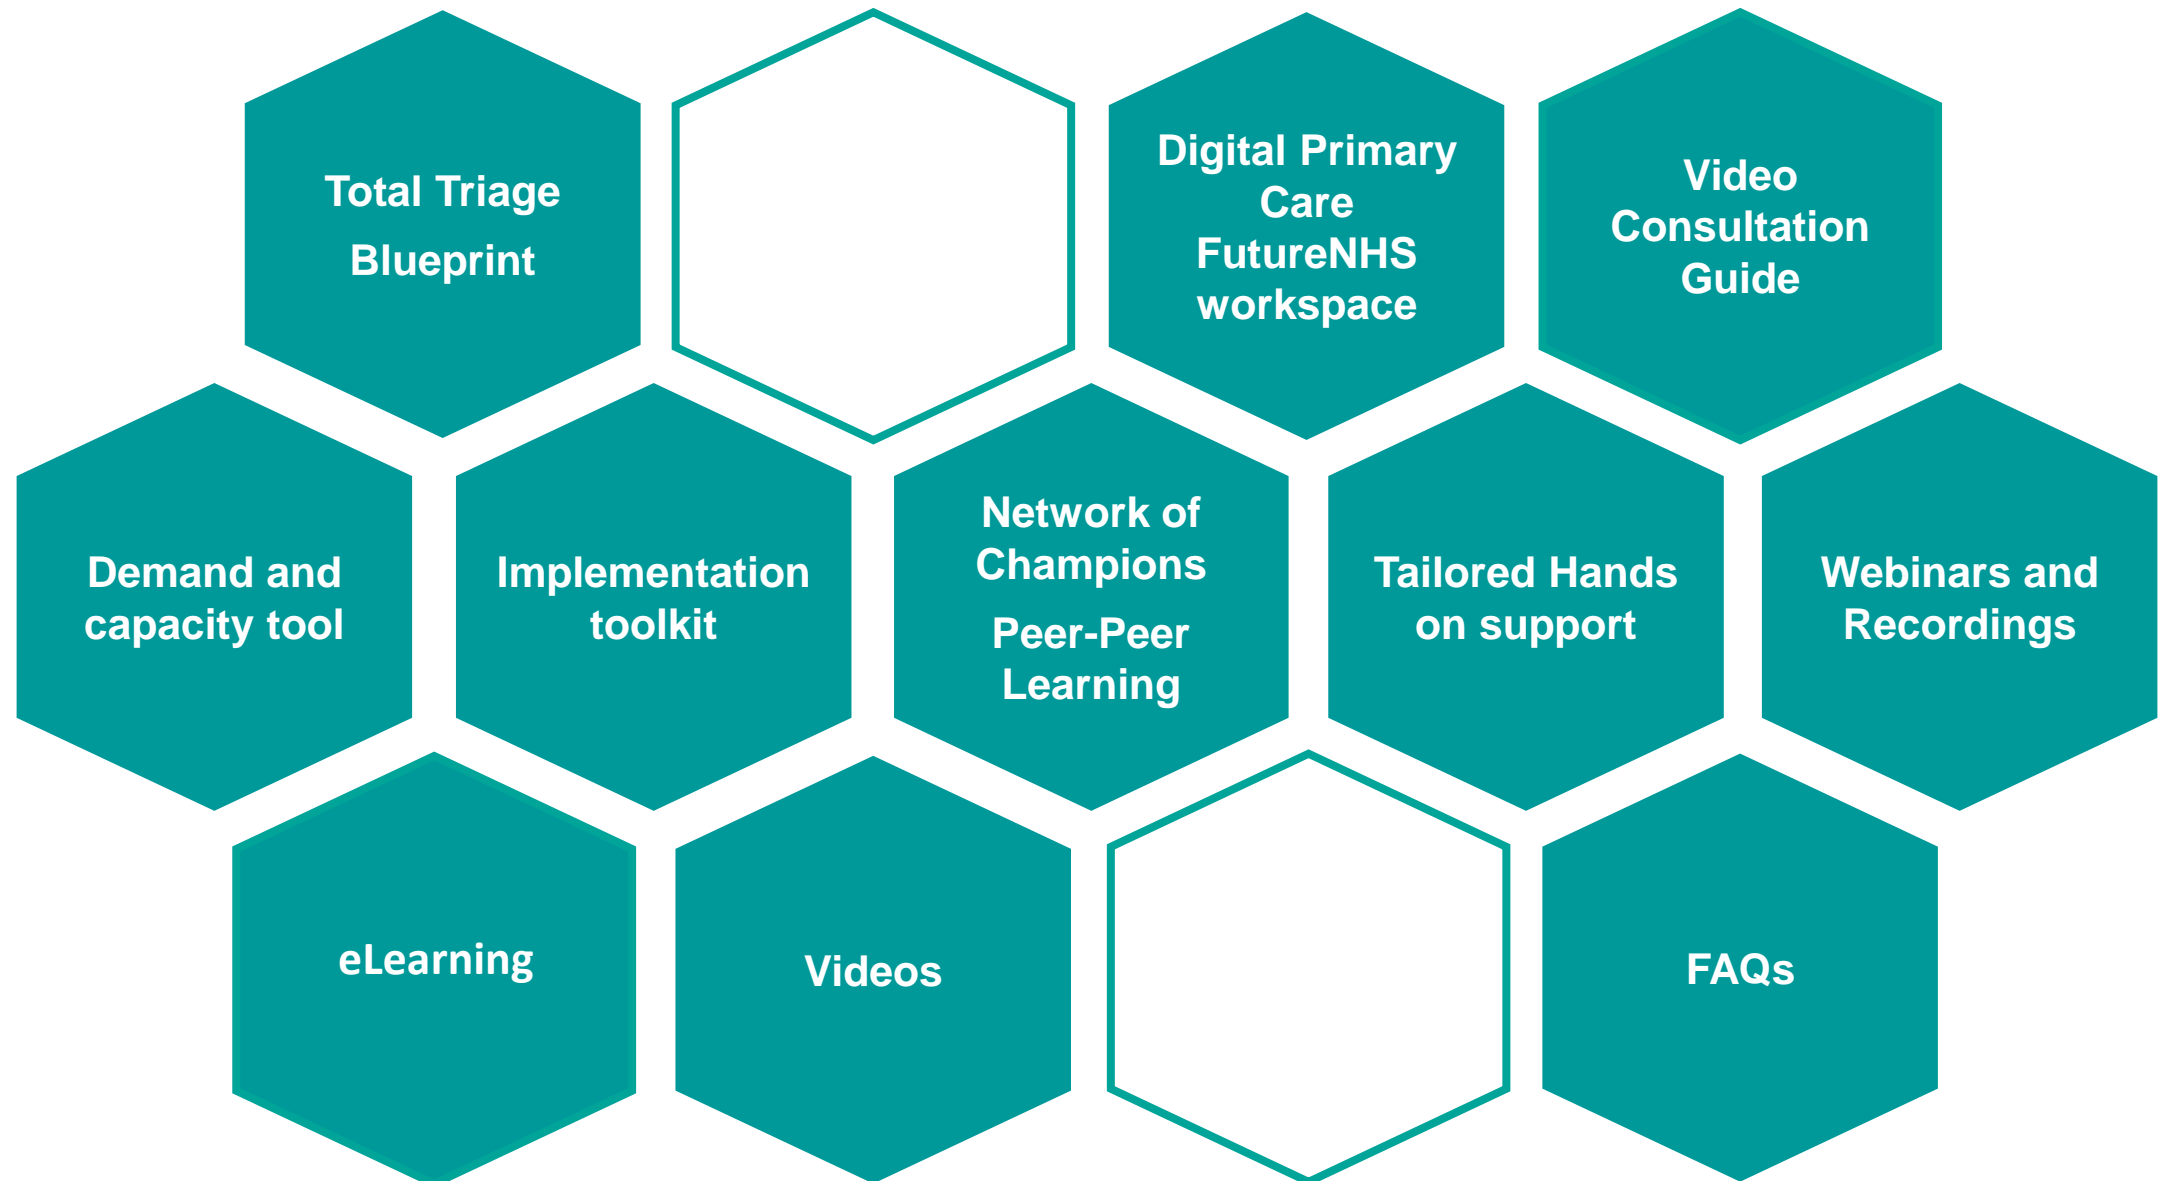 Total Triage
Blueprint
Digital Primary
Care
FutureNHS
workspace
Video
Consultation
Guide
Demand and
capacity tool
Implementation
toolkit
Network of
Champions
Peer-Peer
Learning
Tailored Hands
on support
Webinars and
Recordings
eLearning
Videos
FAQs